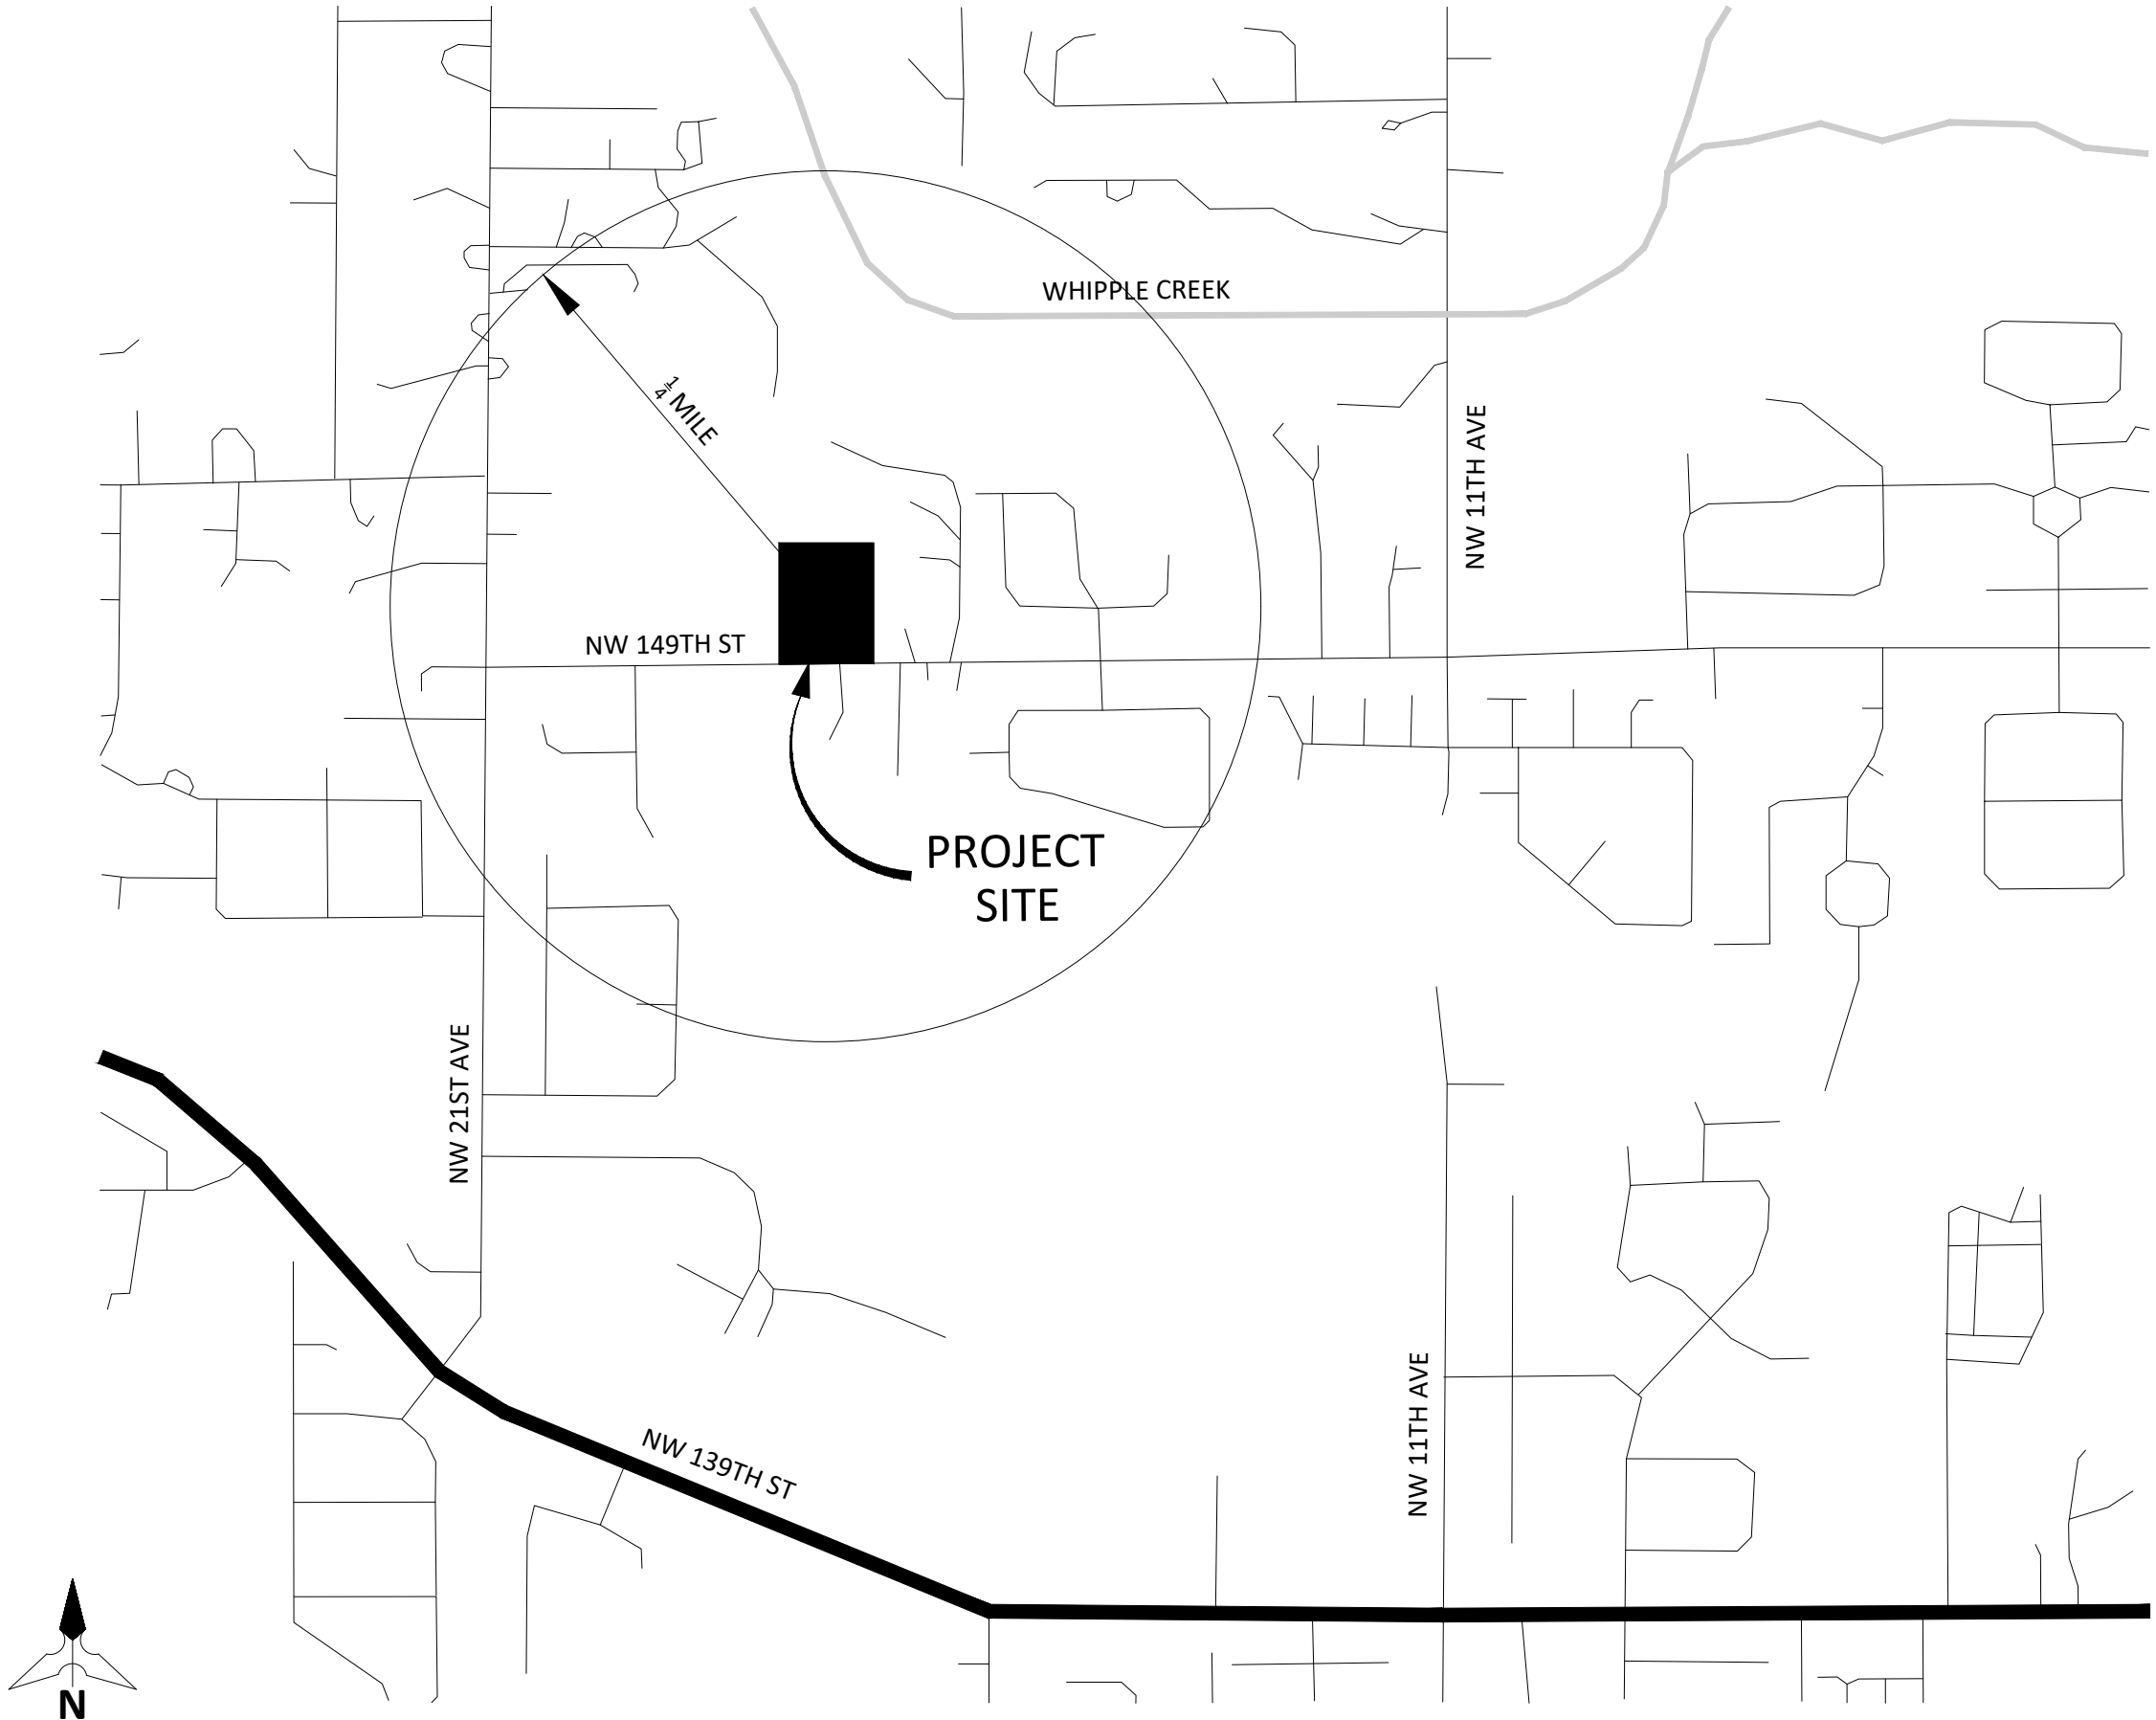 WHIPPLE CREEK
¼ MILE
NW 11TH AVE
NW 149TH ST
PROJECT
SITE
NW 21ST AVE
NW 11TH AVE
NW 139TH ST
N